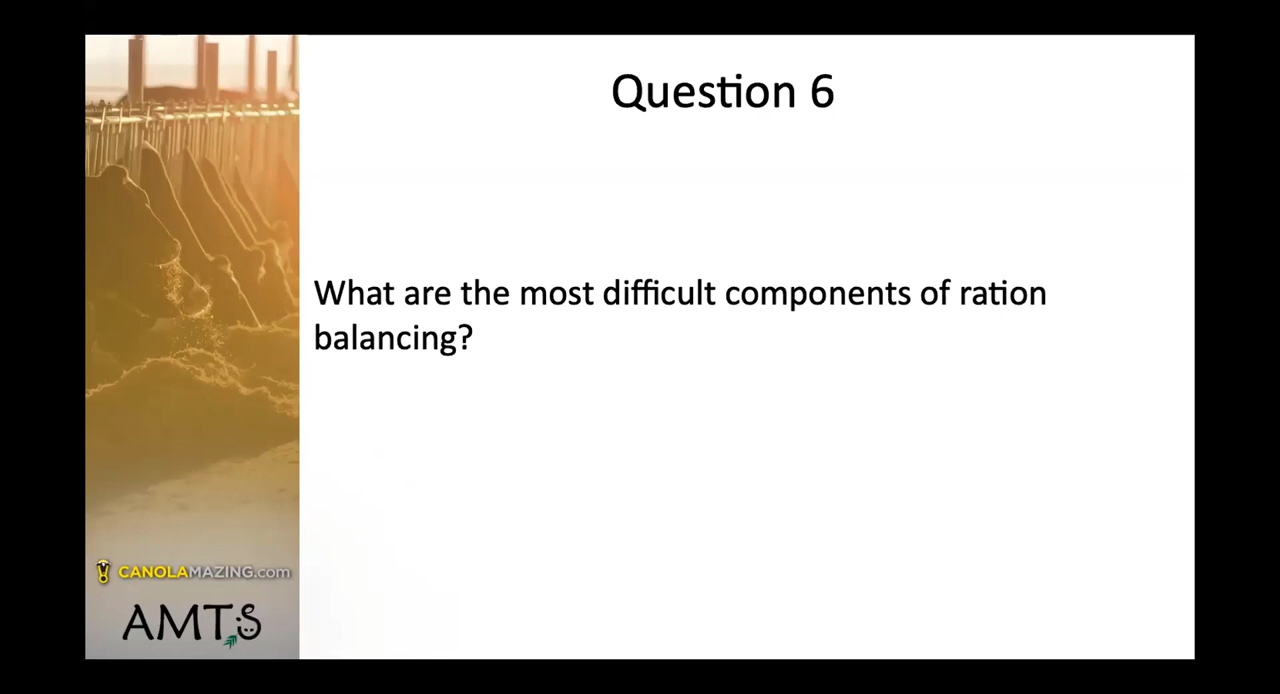 Question 6
What are the most difficult components of ration
balancing?
CANOLAMAZING.com
AMTS